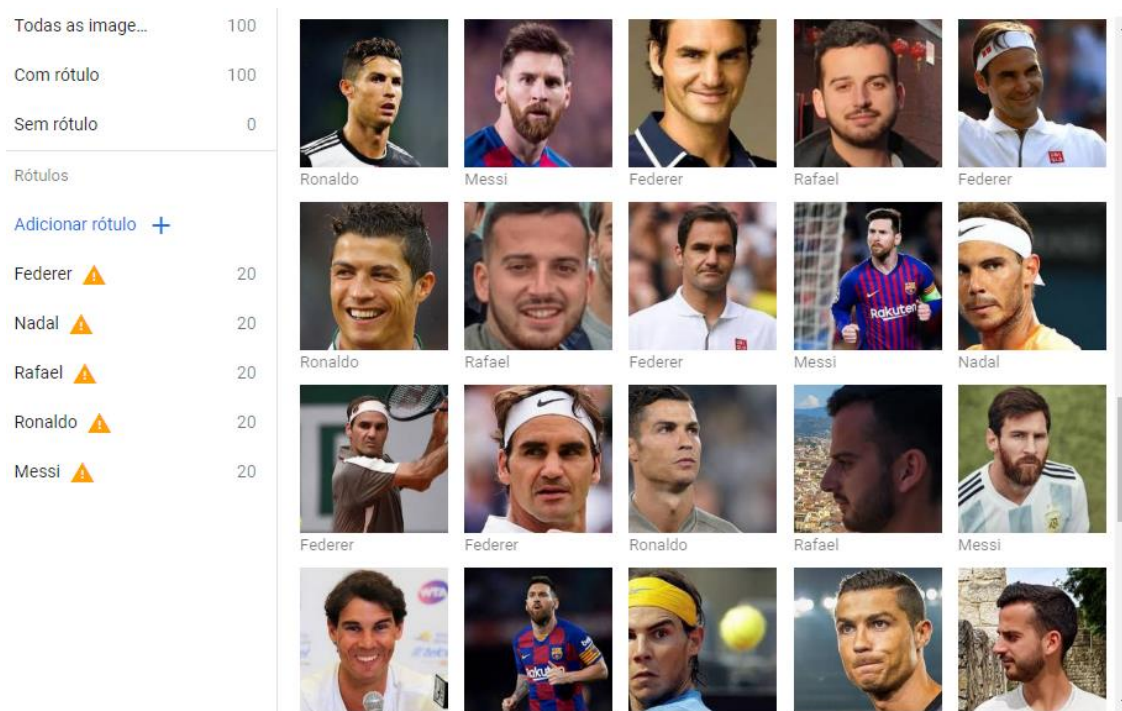 Todas as image... 100
Com rótulo 100
Sem rótulo 0
Rótulos
Adicionar rótulo +
Federer 20
Nadal 20
Rafael 20
Ronaldo 20
Messi 20
Ronaldo Messi Federer Rafael Federer
Rakuten
Ronaldo Rafael Federer Messi Nadal
Federer Federer Ronaldo Rafael Messi
WTA